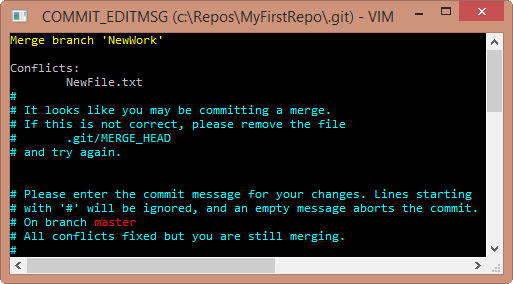 COMMIT_EDITMSG (c:\Repos\MyFirstRepo\.git) - VIM
Merge branch 'NewWork'
Conflicts:
NewFile.txt
#
# It looks like you may be committing a merge.
# If this is not correct, please remove the file
# .git/MERGE_HEAD
# and try again.
# Please enter the commit message for your changes. Lines starting
# with '#' will be ignored, and an empty message aborts the commit.
# On branch master
# All conflicts fixed but you are still merging.
#